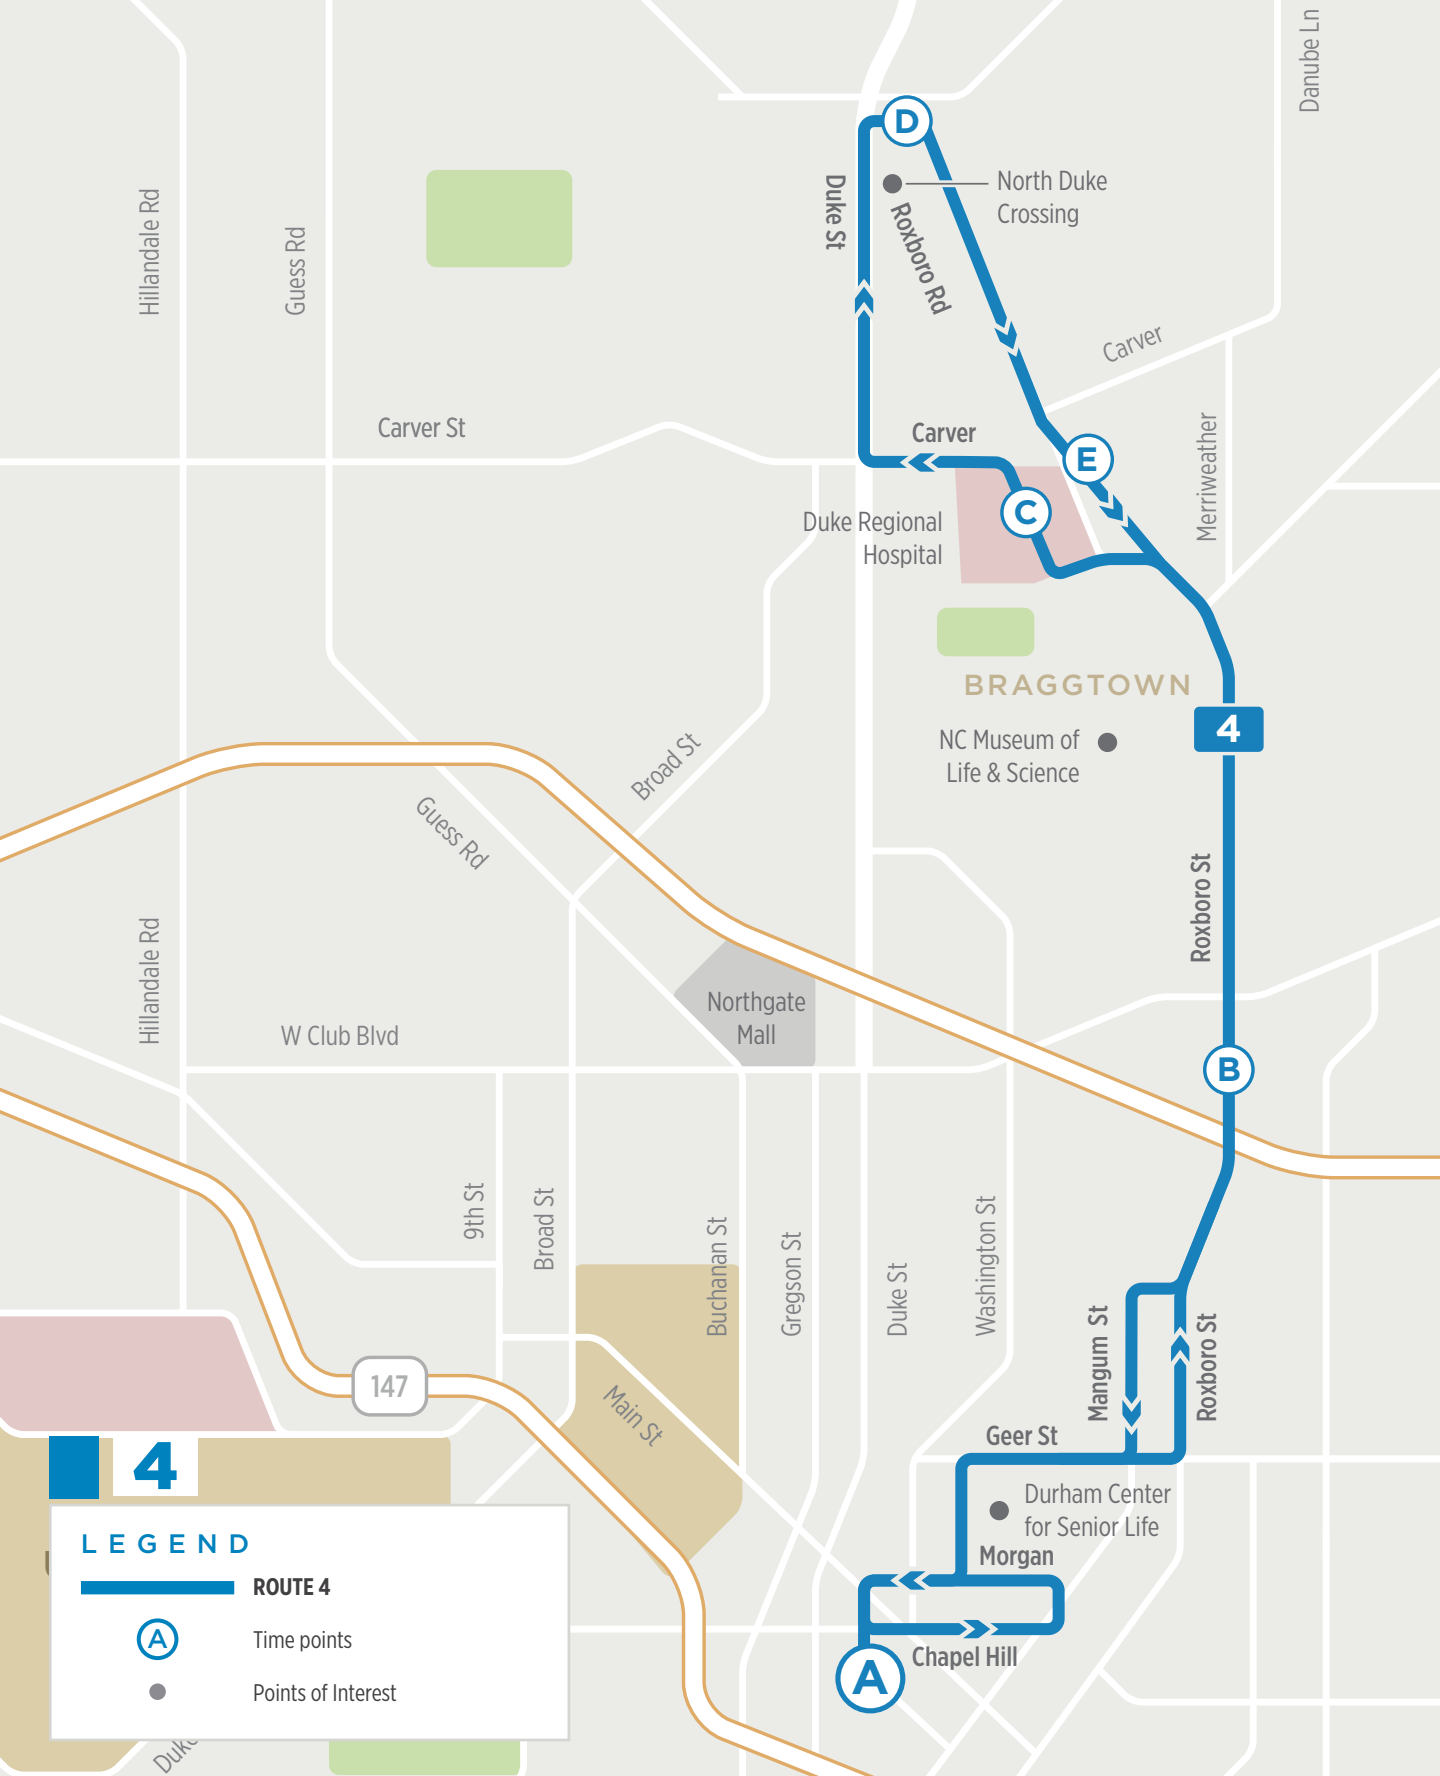 Danube Ln
D
North Duke
Crossing
Duke St
Roxboro Rd
Hillandale Rd
Guess Rd
Carver
Carver St
Carver
E
Merriweather
C
Duke Regional
Hospital
BRAGGTOWN
4
NC Museum of
Life & Science
Broad St
Guess Rd
Roxboro St
Hillandale Rd
Northgate
Mall
W Club Blvd
B
9th St
Broad St
Buchanan St
Gregson St
Duke St
Washington St
Mangum St
Roxboro St
147
Main St
Geer St
4
Durham Center
for Senior Life
Morgan
LEGEND
ROUTE 4
A
Time points
Points of Interest
Chapel Hill
A